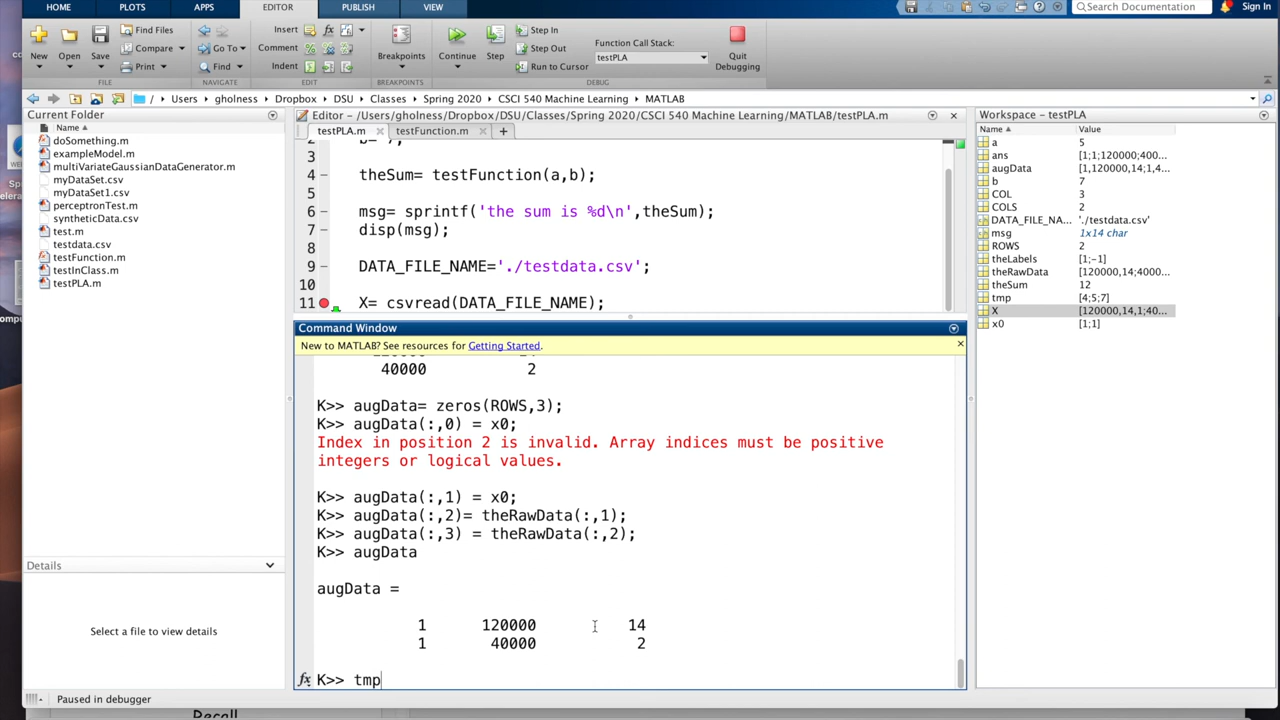 HOME PLOTS APPS EDITOR PUBLISH VIEW Search Documentation Sign In
New Open Save Find Files Compare Print
Go To Find
Insert fx
Comment
Indent
Breakpoints
Continue Step Step In Step Out Run to Cursor
Function Call Stack:
testPLA
Quit Debugging
FILE NAVIGATE EDIT BREAKPOINTS DEBUG
/ Users gholness Dropbox DSU Classes Spring 2020 CSCI 540 Machine Learning MATLAB
Current Folder
Name
doSomething.m
exampleModel.m
multiVariateGaussianDataGenerator.m
myDataSet.csv
myDataSet1.csv
perceptronTest.m
syntheticData.csv
test.m
testdata.csv
testFunction.m
testInClass.m
testPLA.m
Details
Select a file to view details
Editor - /Users/gholness/Dropbox/DSU/Classes/Spring 2020/CSCI 540 Machine Learning/MATLAB/testPLA.m
testPLA.m testFunction.m
2 b= 7;
3
4 theSum= testFunction(a,b);
5
6 msg= sprintf('the sum is %d\n',theSum);
7 disp(msg);
8
9 DATA_FILE_NAME='./testdata.csv';
10
11 X= csvread(DATA_FILE_NAME);
Command Window
New to MATLAB? See resources for Getting Started.
40000 2
K>> augData= zeros(ROWS,3);
K>> augData(:,0) = x0;
Index in position 2 is invalid. Array indices must be positive
integers or logical values.
K>> augData(:,1) = x0;
K>> augData(:,2)= theRawData(:,1);
K>> augData(:,3) = theRawData(:,2);
K>> augData
augData =
1 120000 14
1 40000 2
fx K>> tmp
Workspace - testPLA
Name Value
a 5
ans [1;1;120000;400...
augData [1,120000,14;1,4...
b 7
COL 3
COLS 2
DATA_FILE_N... './testdata.csv'
msg 1x14 char
ROWS 2
theLabels [1;-1]
theRawData [120000,14;4000...
theSum 12
tmp [4;5;7]
X [120000,14,1;40...
x0 [1;1]
Paused in debugger
Recall